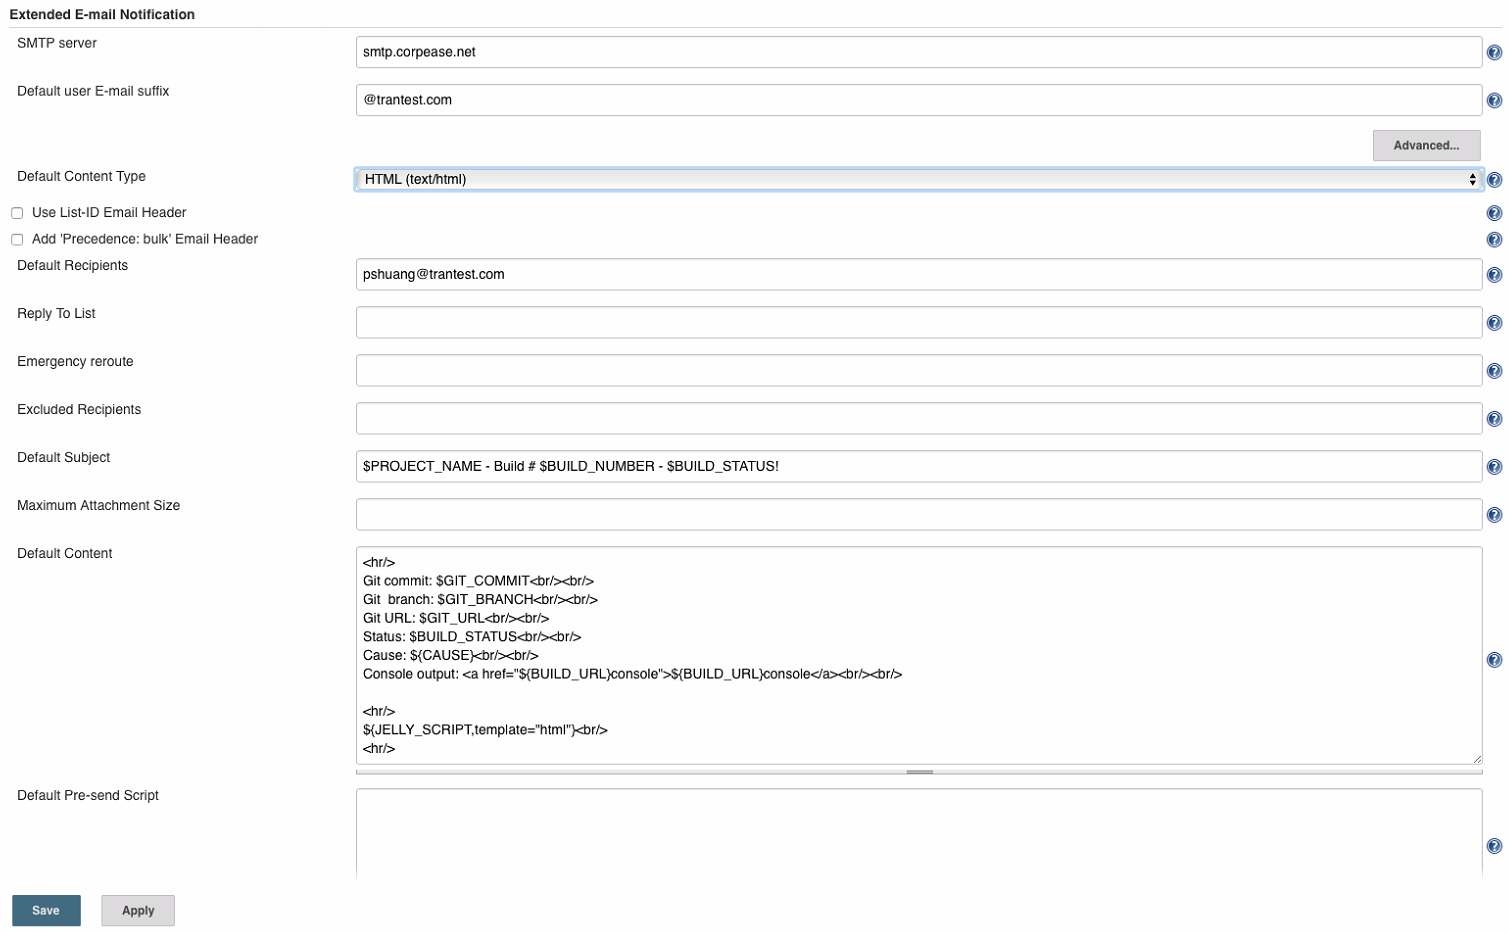 Extended E-mail Notification
SMTP server
smtp.corpease.net
Default user E-mail suffix
@trantest.com
Advanced...
Default Content Type
HTML (text/html)
Use List-ID Email Header
Add 'Precedence: bulk' Email Header
Default Recipients
pshuang@trantest.com
Reply To List
Emergency reroute
Excluded Recipients
Default Subject
$PROJECT_NAME - Build # $BUILD_NUMBER - $BUILD_STATUS!
Maximum Attachment Size
Default Content
<hr/>
Git commit: $GIT_COMMIT<br/><br/>
Git  branch: $GIT_BRANCH<br/><br/>
Git URL: $GIT_URL<br/><br/>
Status: $BUILD_STATUS<br/><br/>
Cause: ${CAUSE}<br/><br/>
Console output: <a href="${BUILD_URL}console">${BUILD_URL}console</a><br/><br/>
<hr/>
${JELLY_SCRIPT,template="html"}<br/>
<hr/>
Default Pre-send Script
Save
Apply